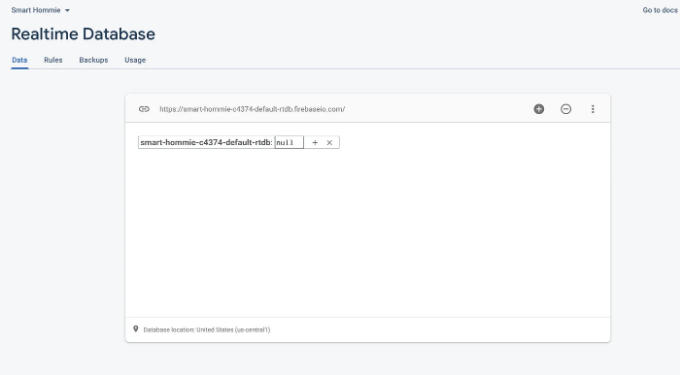 Smart Hommie
Go to docs
Realtime Database
Data Rules Backups Usage
https://smart-hommie-c4374-default-rtdb.firebaseio.com/
smart-hommie-c4374-default-rtdb: null + ×
Database location: United States (us-central1)